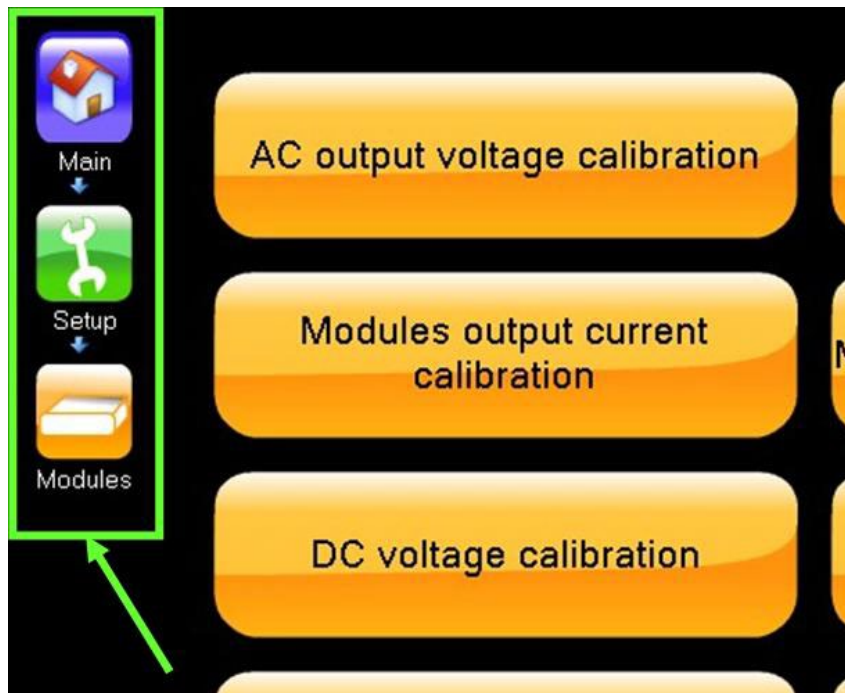 Main
Setup
Modules
AC output voltage calibration
Modules output current
calibration
DC voltage calibration